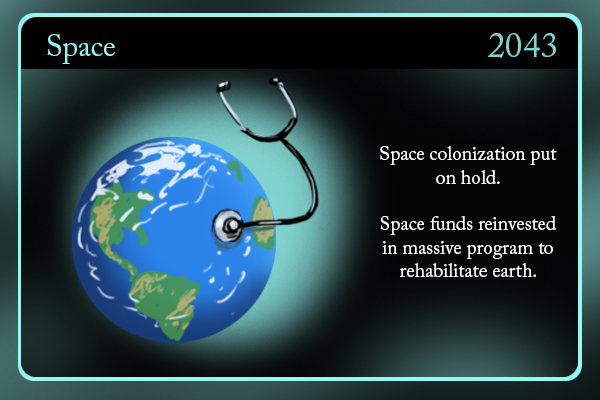 Space
2043
Space colonization put
on hold.
Space funds reinvested
in massive program to
rehabilitate earth.